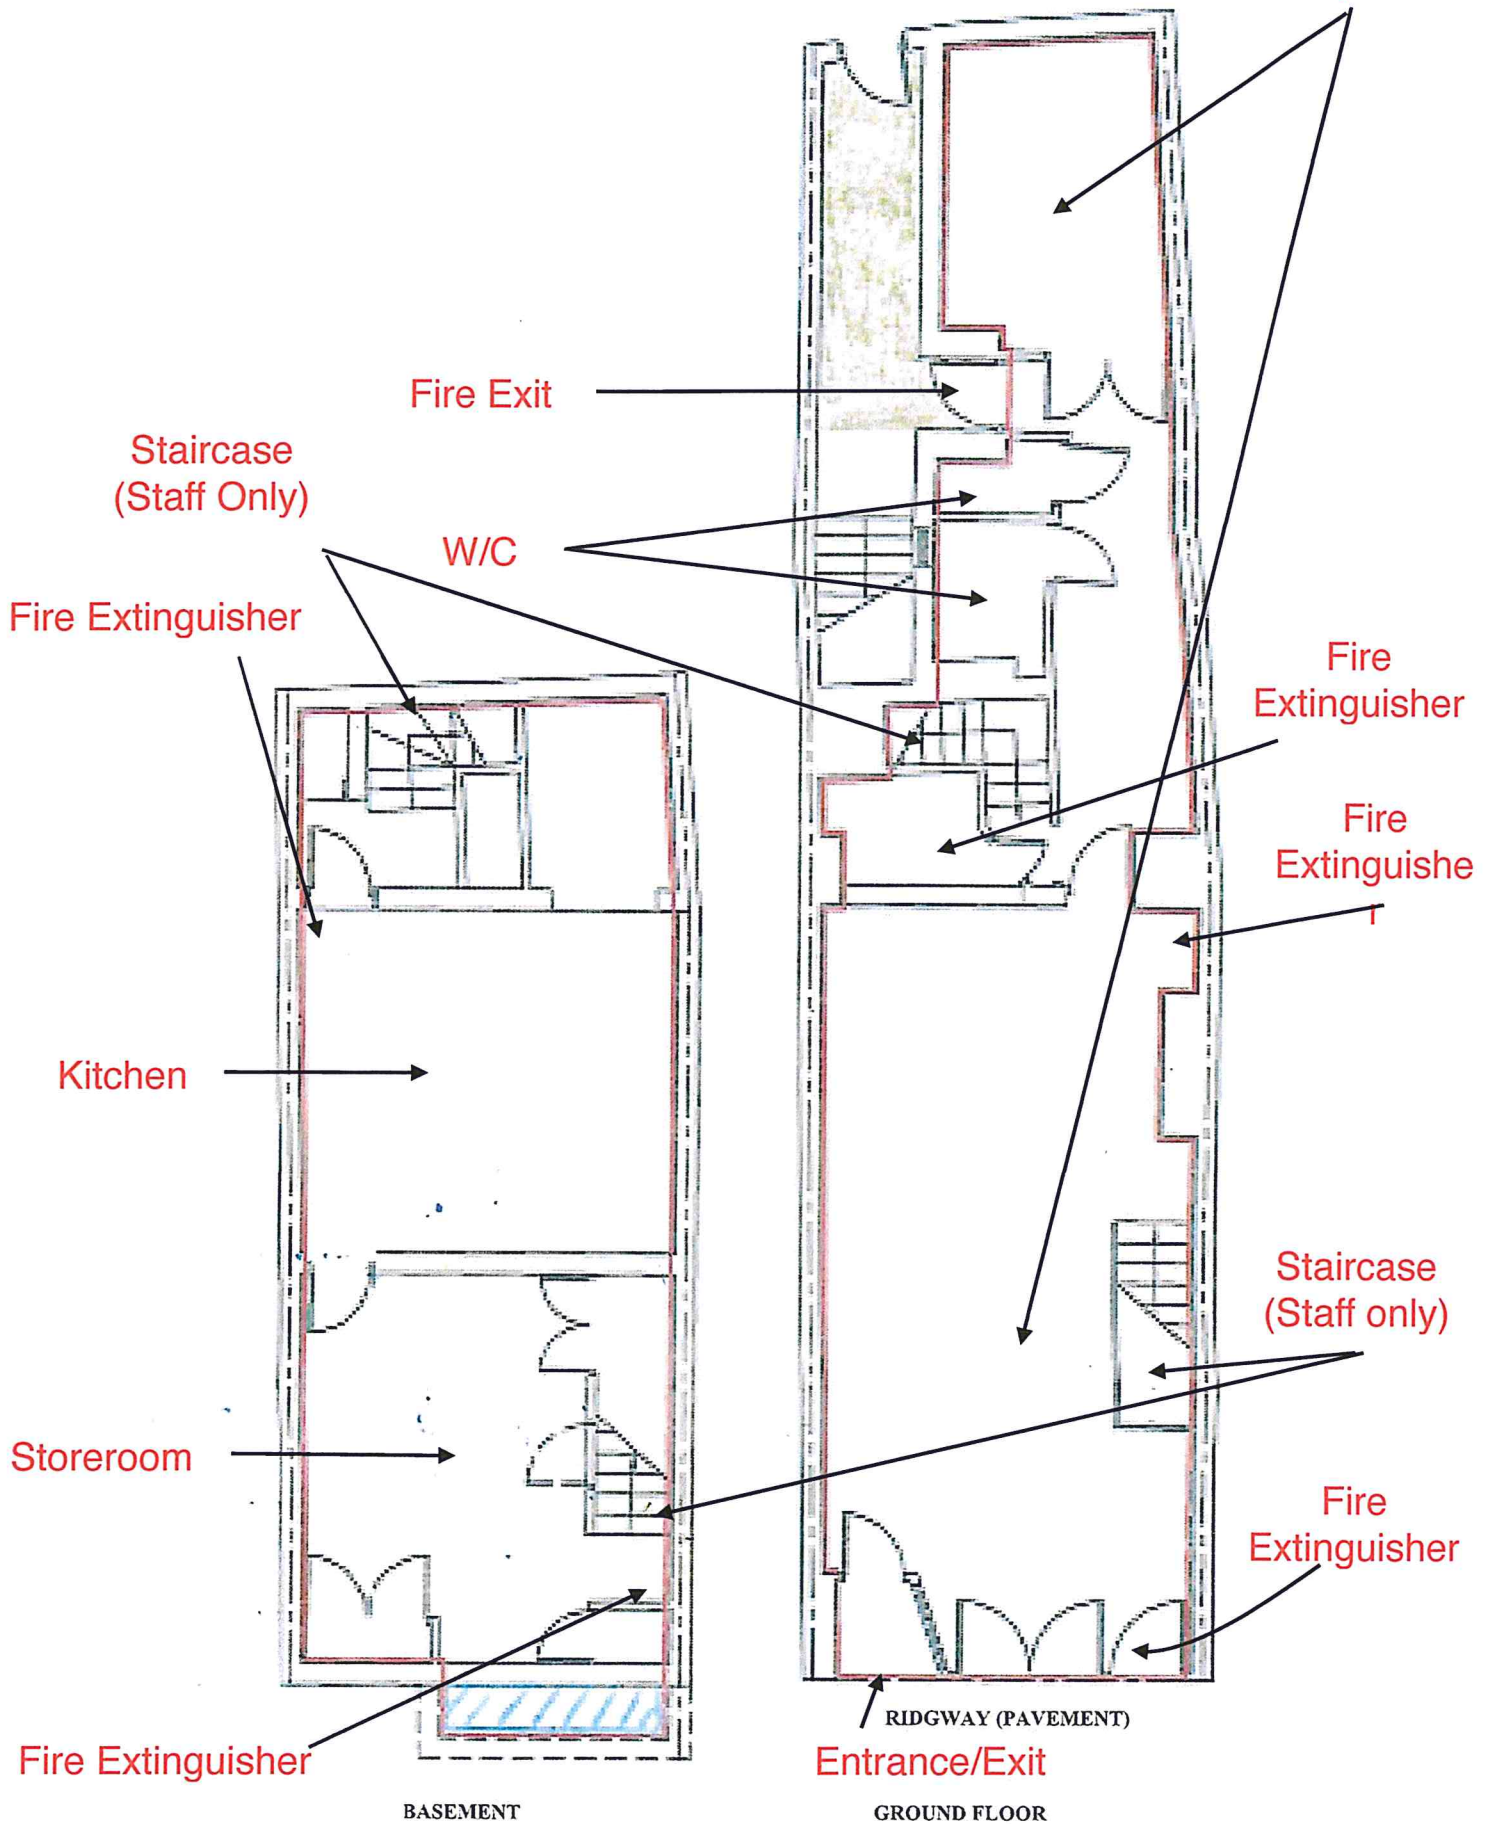 Fire Exit
Staircase
(Staff Only)
W/C
Fire Extinguisher
Fire
Extinguisher
Fire
Extinguishe
r
Kitchen
Staircase
(Staff only)
Storeroom
Fire
Extinguisher
RIDGWAY (PAVEMENT)
Fire Extinguisher
Entrance/Exit
BASEMENT
GROUND FLOOR